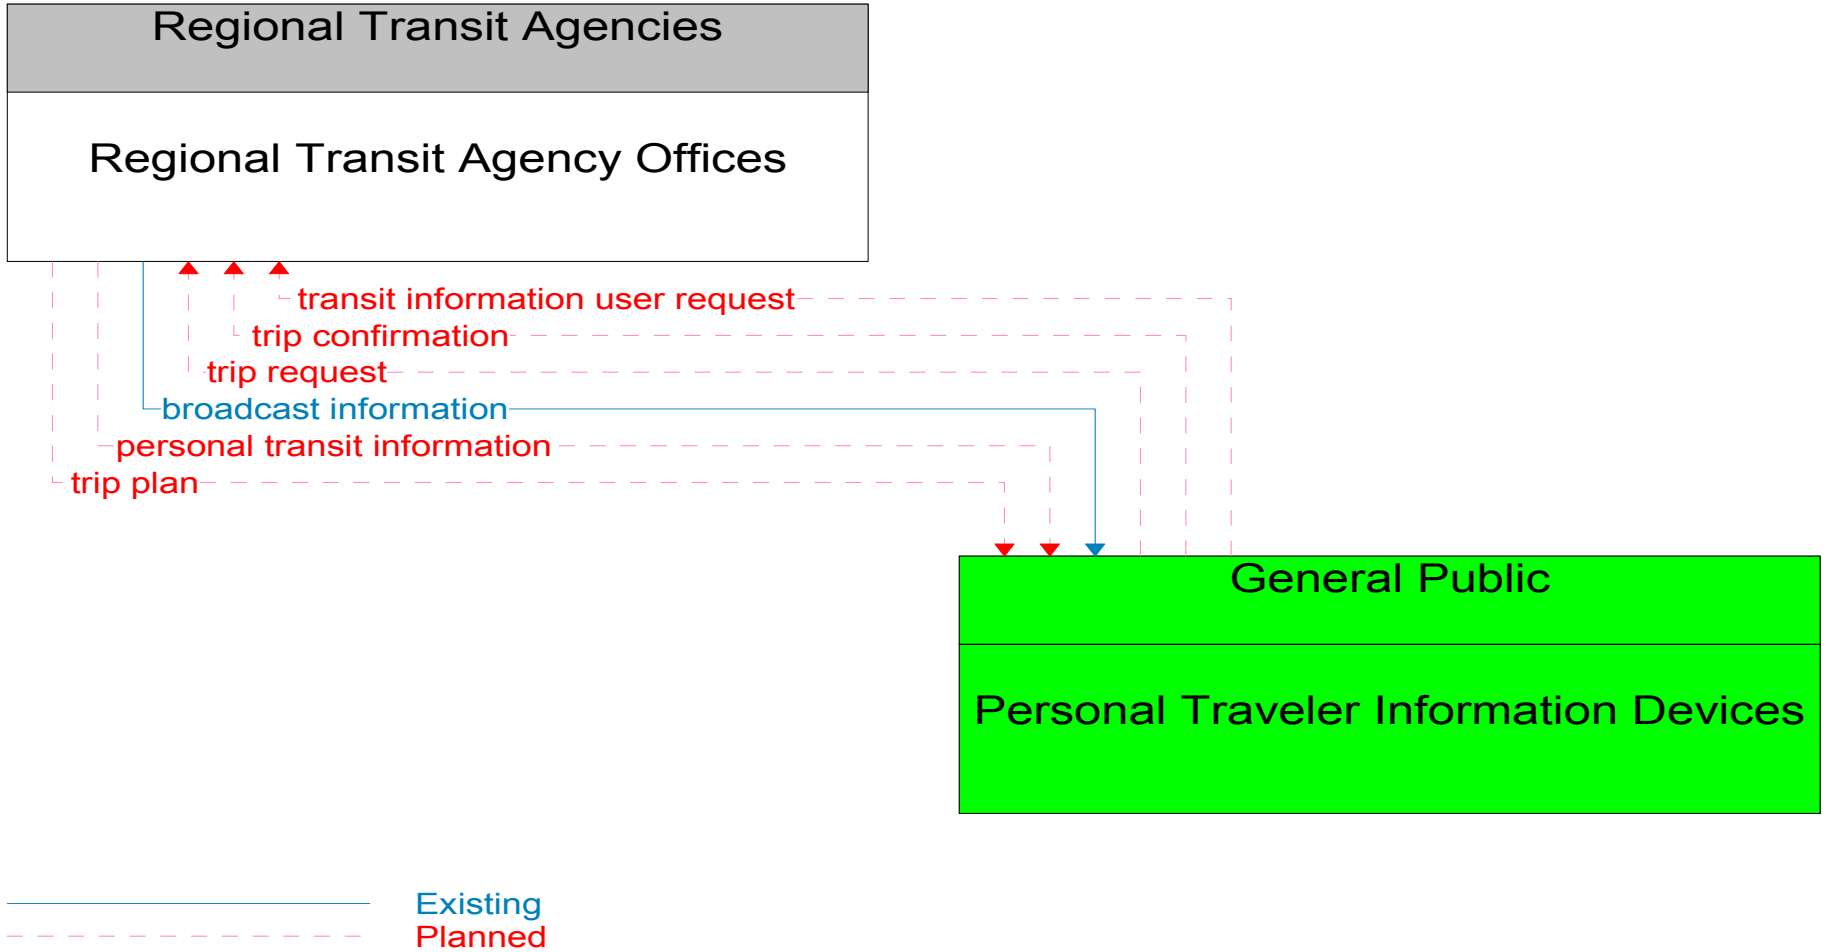 Regional Transit Agencies
Regional Transit Agency Offices
transit information user request
trip confirmation
trip request
broadcast information
personal transit information
trip plan
General Public
Personal Traveler Information Devices
Existing
Planned